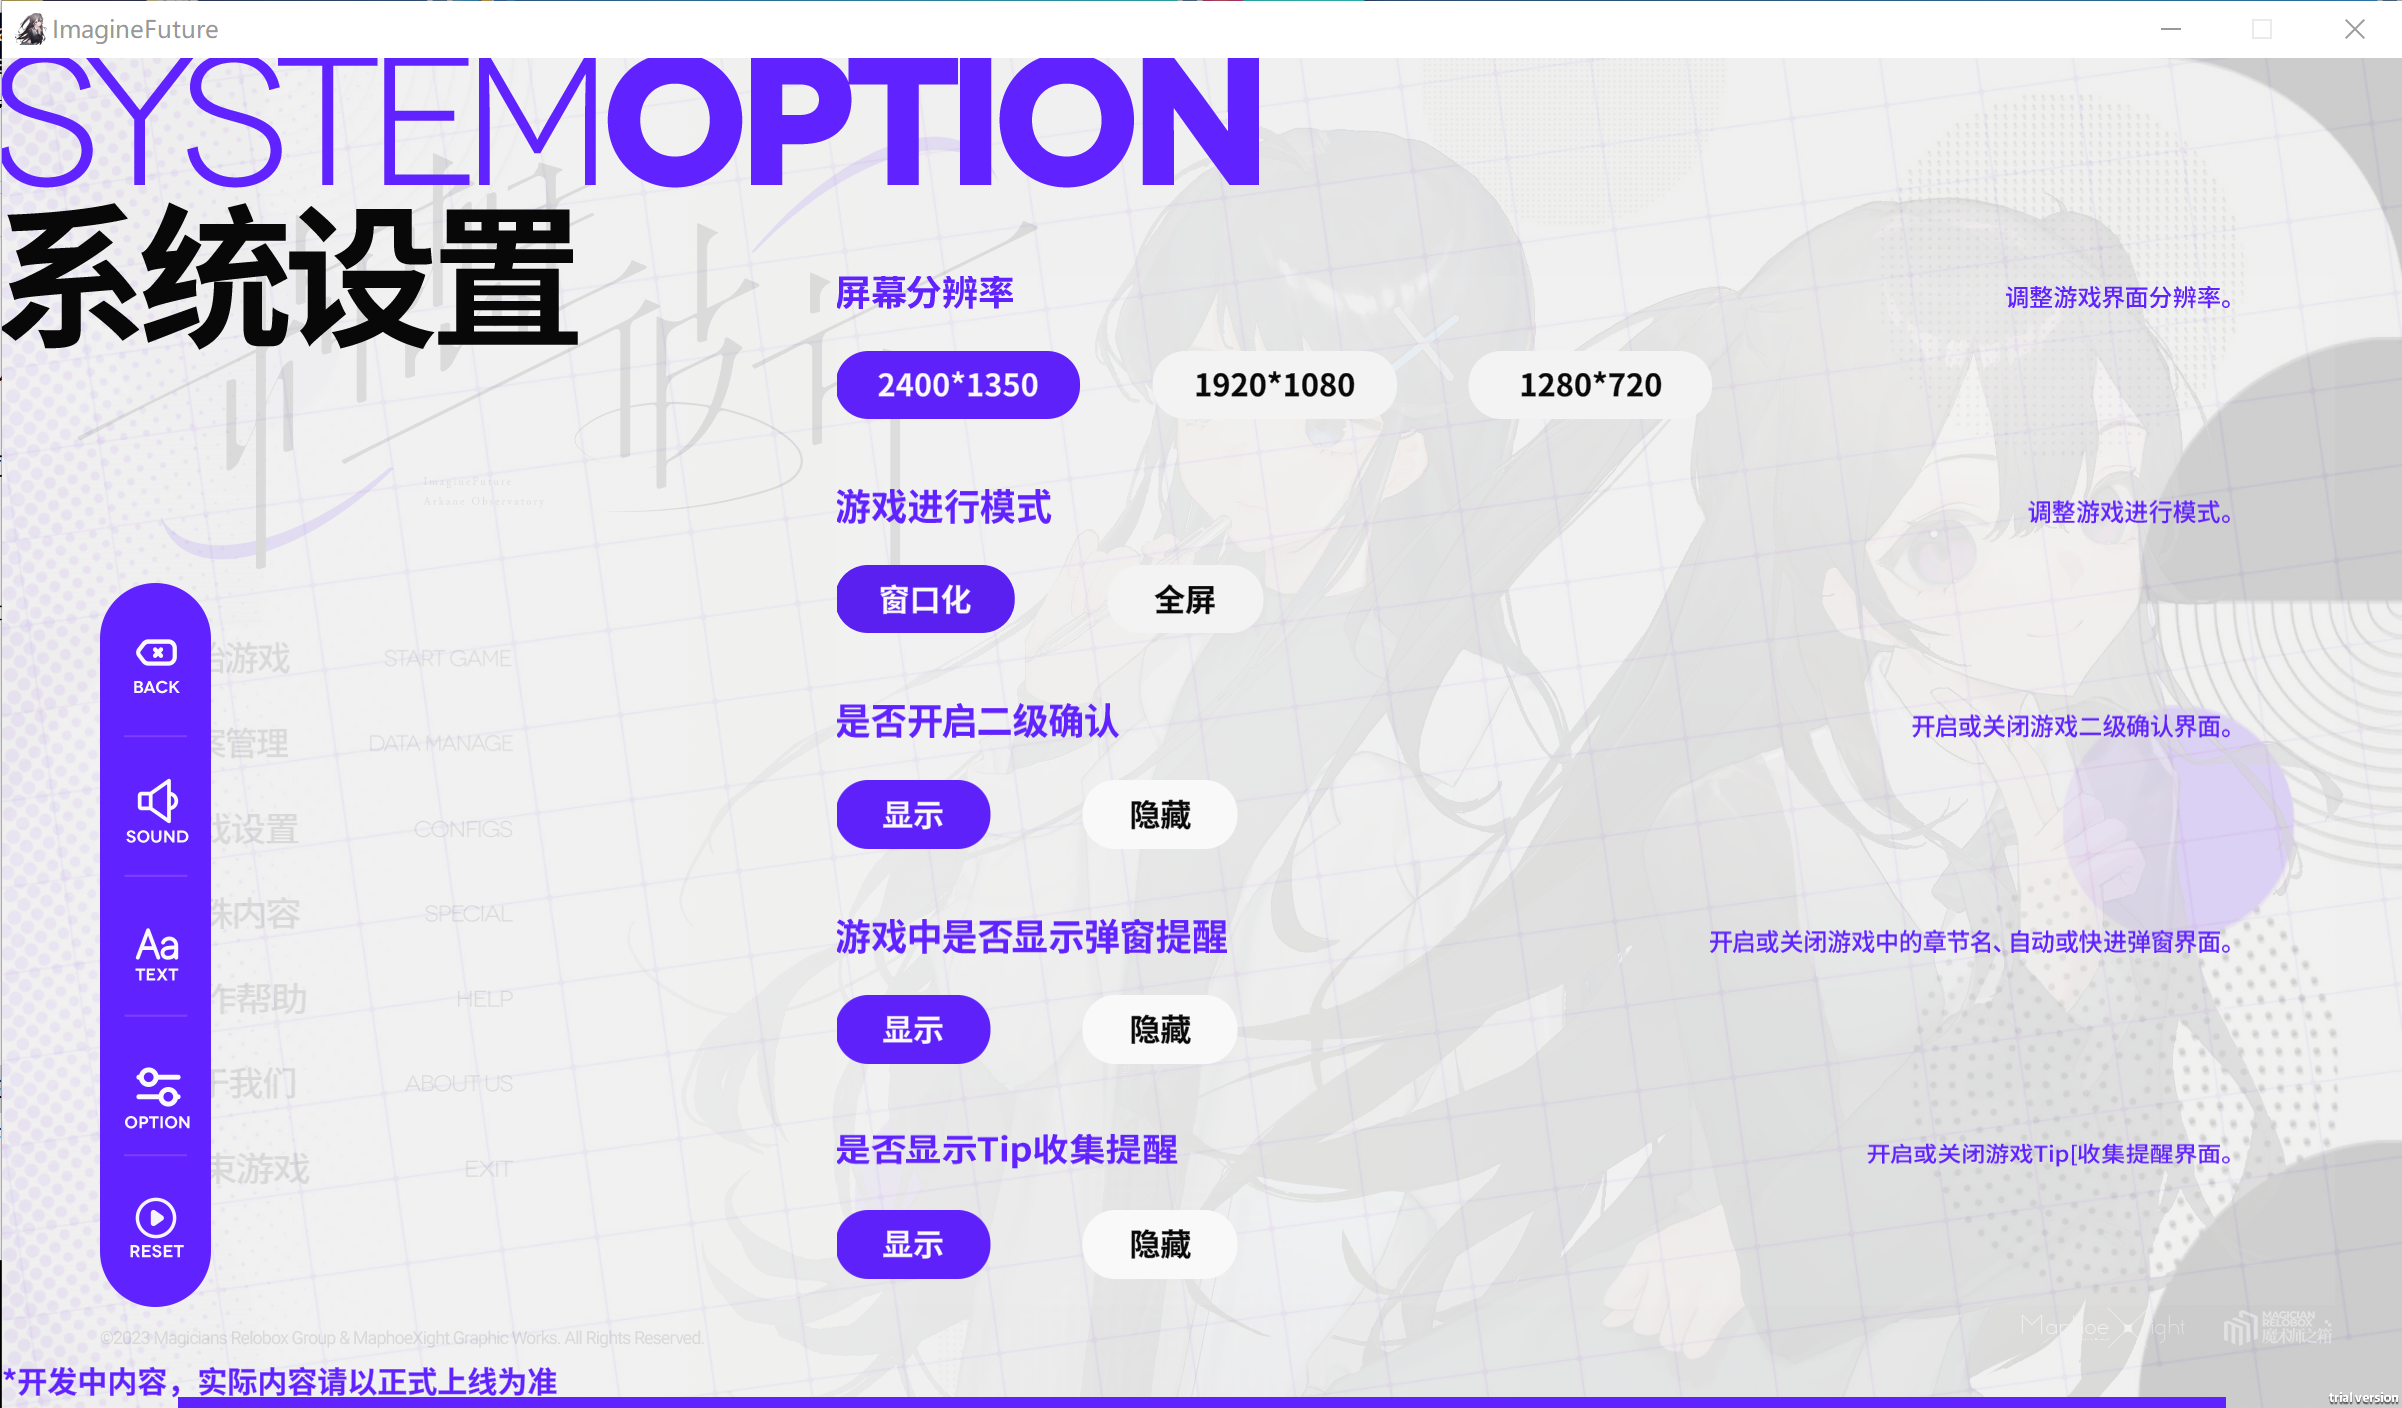 ImagineFuture
SYSTEMOPTION
系统设置
ImagineFuture
Arkane Observatory
屏幕分辨率
调整游戏界面分辨率。
2400*1350
1920*1080
1280*720
游戏进行模式
调整游戏进行模式。
窗口化
全屏
是否开启二级确认
开启或关闭游戏二级确认界面。
显示
隐藏
游戏中是否显示弹窗提醒
开启或关闭游戏中的章节名、自动或快进弹窗界面。
显示
隐藏
是否显示Tip收集提醒
开启或关闭游戏Tip[收集提醒界面。
显示
隐藏
BACK
SOUND
TEXT
OPTION
RESET
游戏 START GAME
管理 DATA MANAGE
设置 CONFIGS
内容 SPECIAL
帮助 HELP
我们 ABOUT US
束游戏 EXIT
©2023 Magicians Relobox Group & MaphoeXight Graphic Works. All Rights Reserved.
MAGICIAN
RELOBOX
魔术师之箱
*开发中内容，实际内容请以正式上线为准
trial version